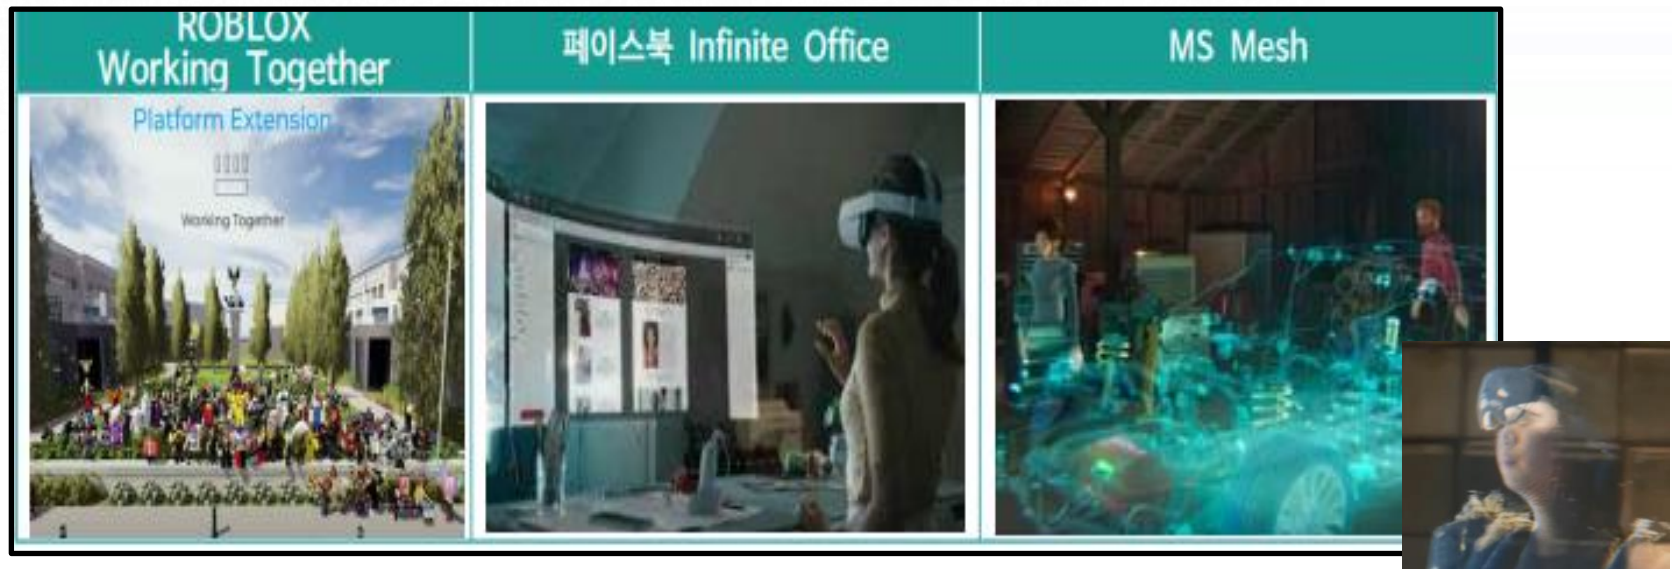 ROBLOX
Working Together
페이스북 Infinite Office
MS Mesh
Platform Extension
Working Together